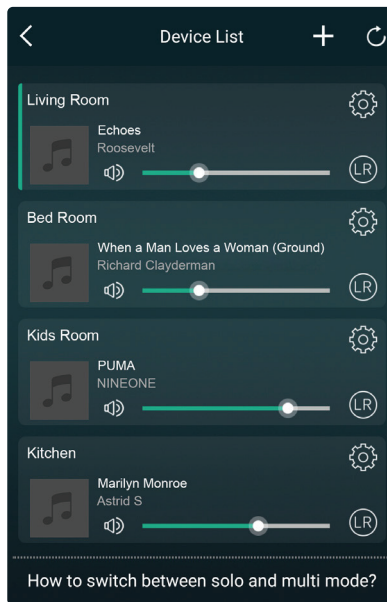 Device List
Living Room
Echoes
Roosevelt
LR
Bed Room
When a Man Loves a Woman (Ground)
Richard Clayderman
LR
Kids Room
PUMA
NINEONE
LR
Kitchen
Marilyn Monroe
Astrid S
LR
How to switch between solo and multi mode?